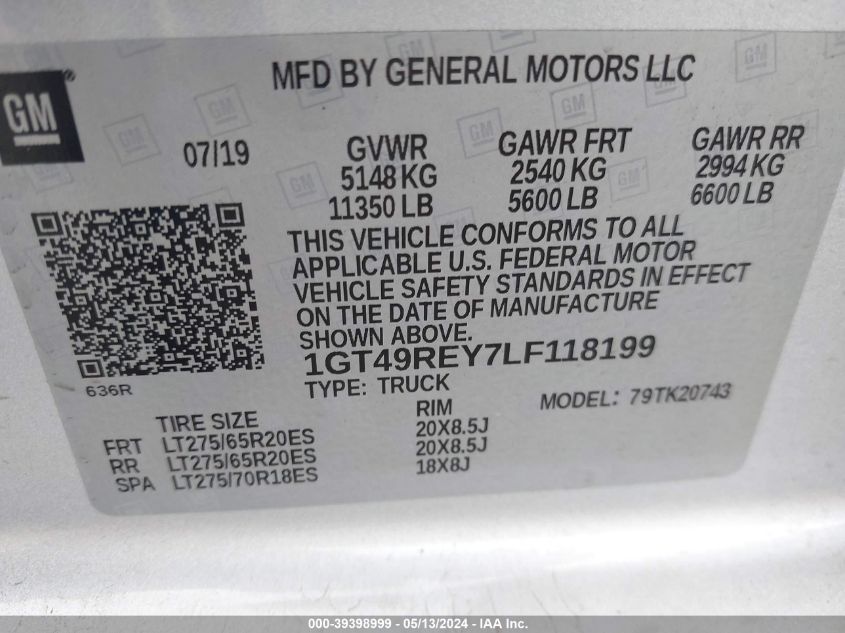 GM®
MFD BY GENERAL MOTORS LLC
07/19
GVWR
5148 KG
11350 LB
GAWR FRT
2540 KG
5600 LB
GAWR RR
2994 KG
6600 LB
THIS VEHICLE CONFORMS TO ALL
APPLICABLE U.S. FEDERAL MOTOR
VEHICLE SAFETY STANDARDS IN EFFECT
ON THE DATE OF MANUFACTURE
SHOWN ABOVE.
1GT49REY7LF118199
TYPE: TRUCK
MODEL: 79TK20743
636R
TIRE SIZE RIM
FRT LT275/65R20ES 20X8.5J
RR LT275/65R20ES 20X8.5J
SPA LT275/70R18ES 18X8J
000-39398999 - 05/13/2024 - IAA Inc.